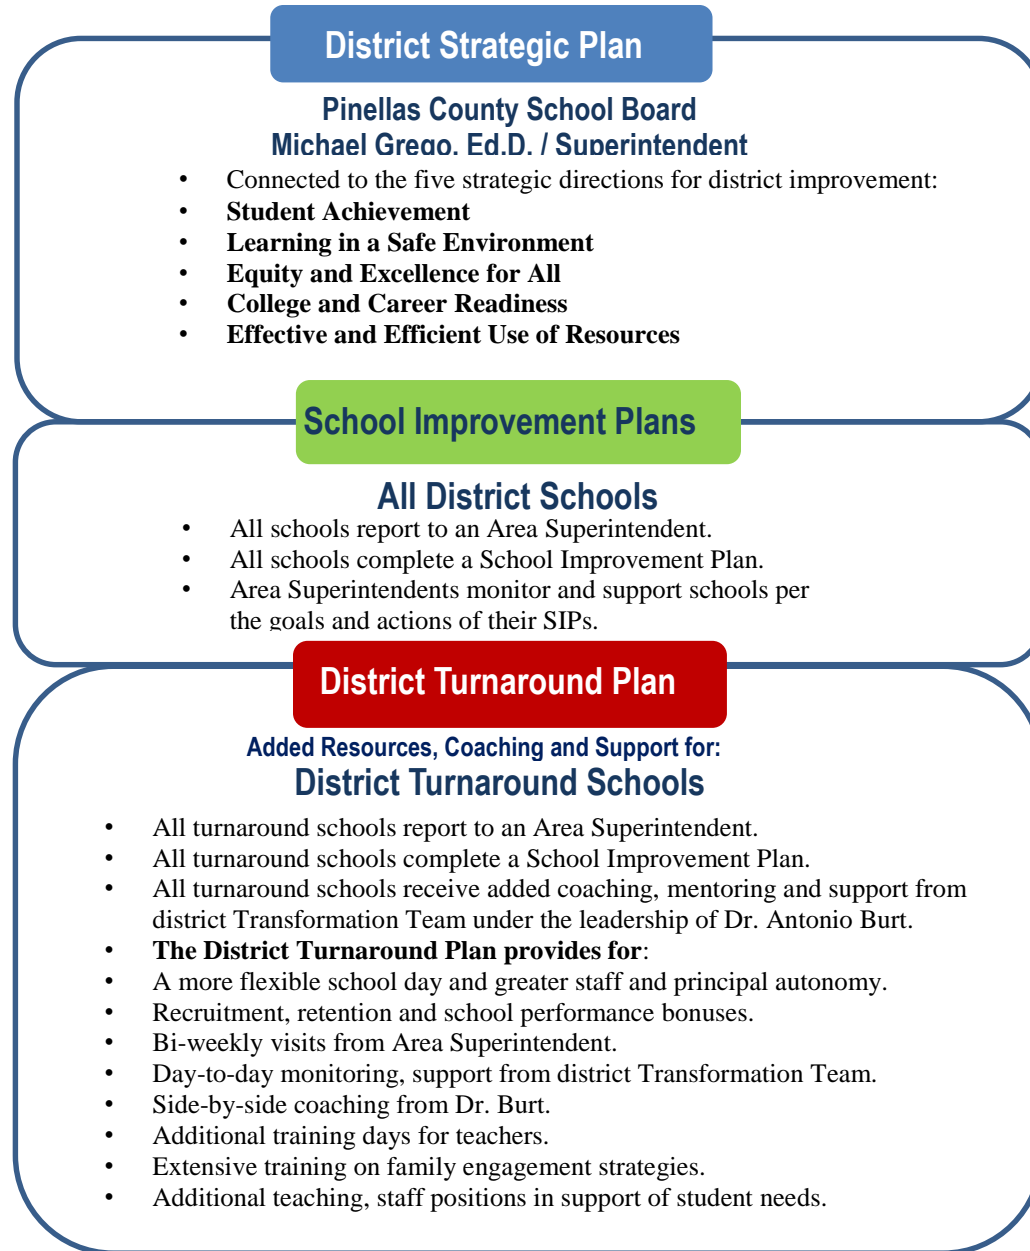 District Strategic Plan
Pinellas County School Board
Michael Grego, Ed.D. / Superintendent
• Connected to the five strategic directions for district improvement:
• Student Achievement
• Learning in a Safe Environment
• Equity and Excellence for All
• College and Career Readiness
• Effective and Efficient Use of Resources
School Improvement Plans
All District Schools
• All schools report to an Area Superintendent.
• All schools complete a School Improvement Plan.
• Area Superintendents monitor and support schools per
the goals and actions of their SIPs.
District Turnaround Plan
Added Resources, Coaching and Support for:
District Turnaround Schools
• All turnaround schools report to an Area Superintendent.
• All turnaround schools complete a School Improvement Plan.
• All turnaround schools receive added coaching, mentoring and support from
district Transformation Team under the leadership of Dr. Antonio Burt.
• The District Turnaround Plan provides for:
• A more flexible school day and greater staff and principal autonomy.
• Recruitment, retention and school performance bonuses.
• Bi-weekly visits from Area Superintendent.
• Day-to-day monitoring, support from district Transformation Team.
• Side-by-side coaching from Dr. Burt.
• Additional training days for teachers.
• Extensive training on family engagement strategies.
• Additional teaching, staff positions in support of student needs.